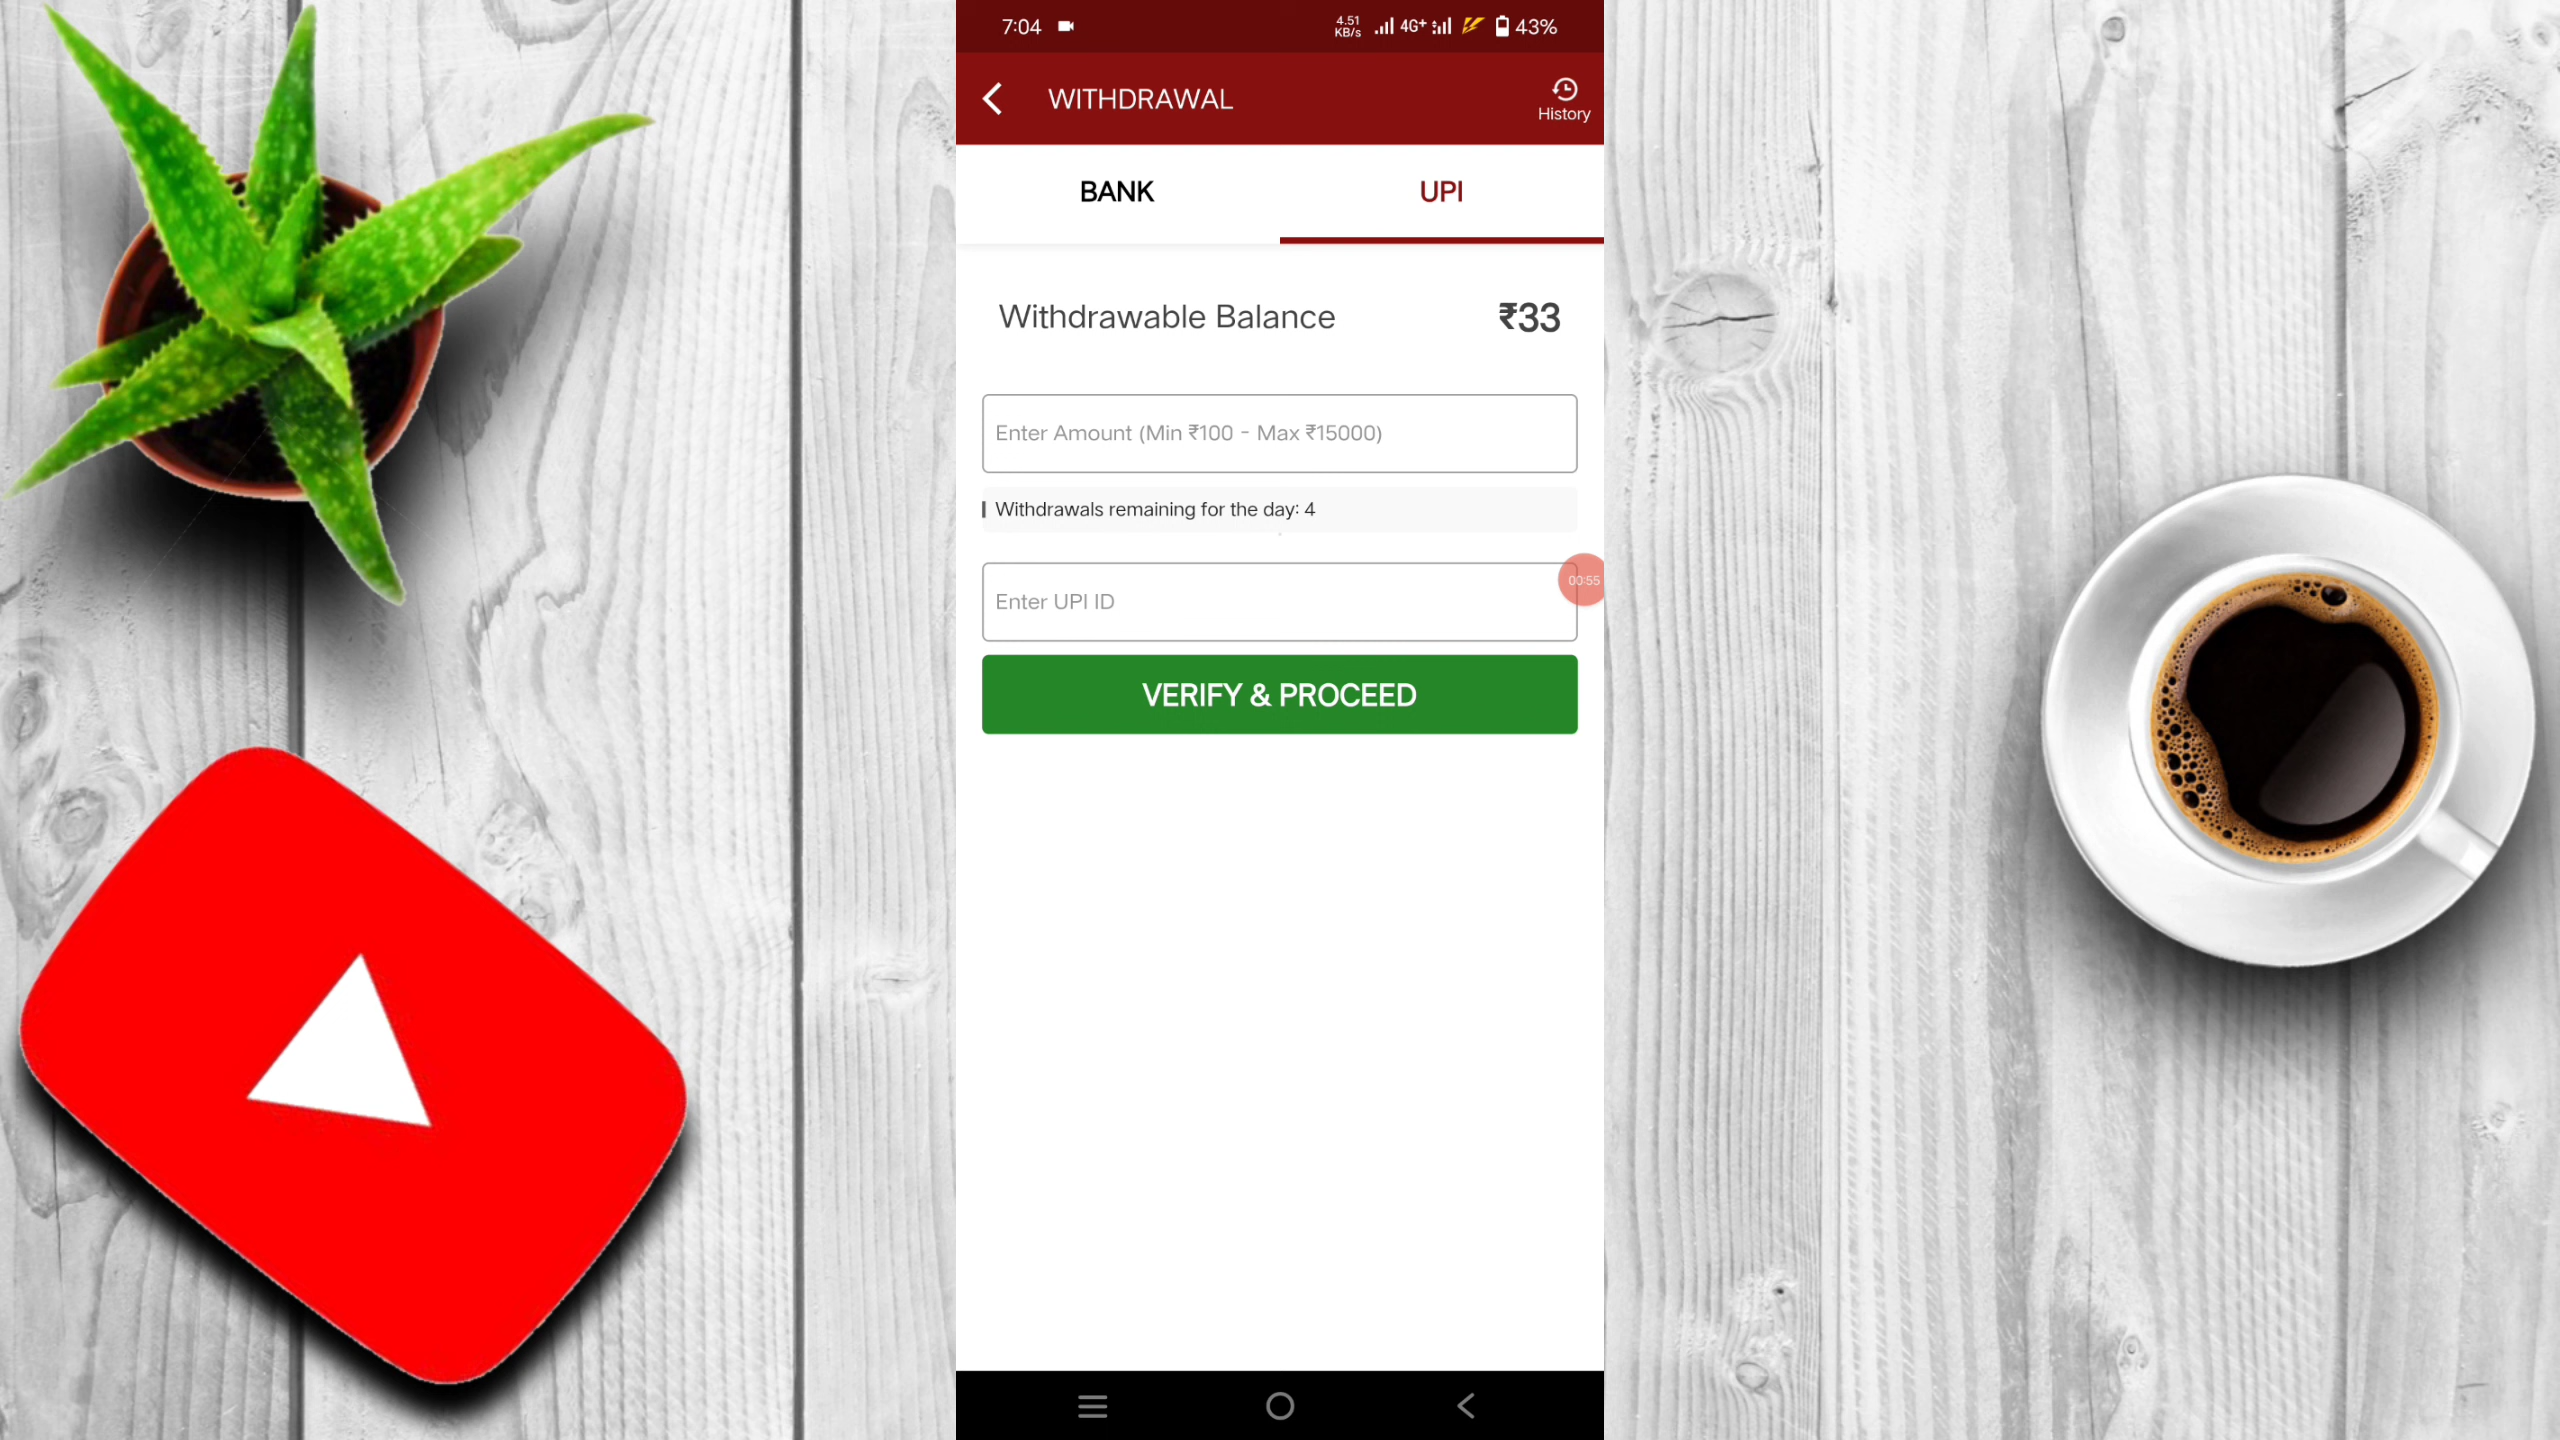 7:04
4.51
KB/s
4G+
43%
WITHDRAWAL
History
BANK
UPI
Withdrawable Balance
₹33
Enter Amount (Min ₹100 - Max ₹15000)
Withdrawals remaining for the day: 4
00:55
Enter UPI ID
VERIFY & PROCEED